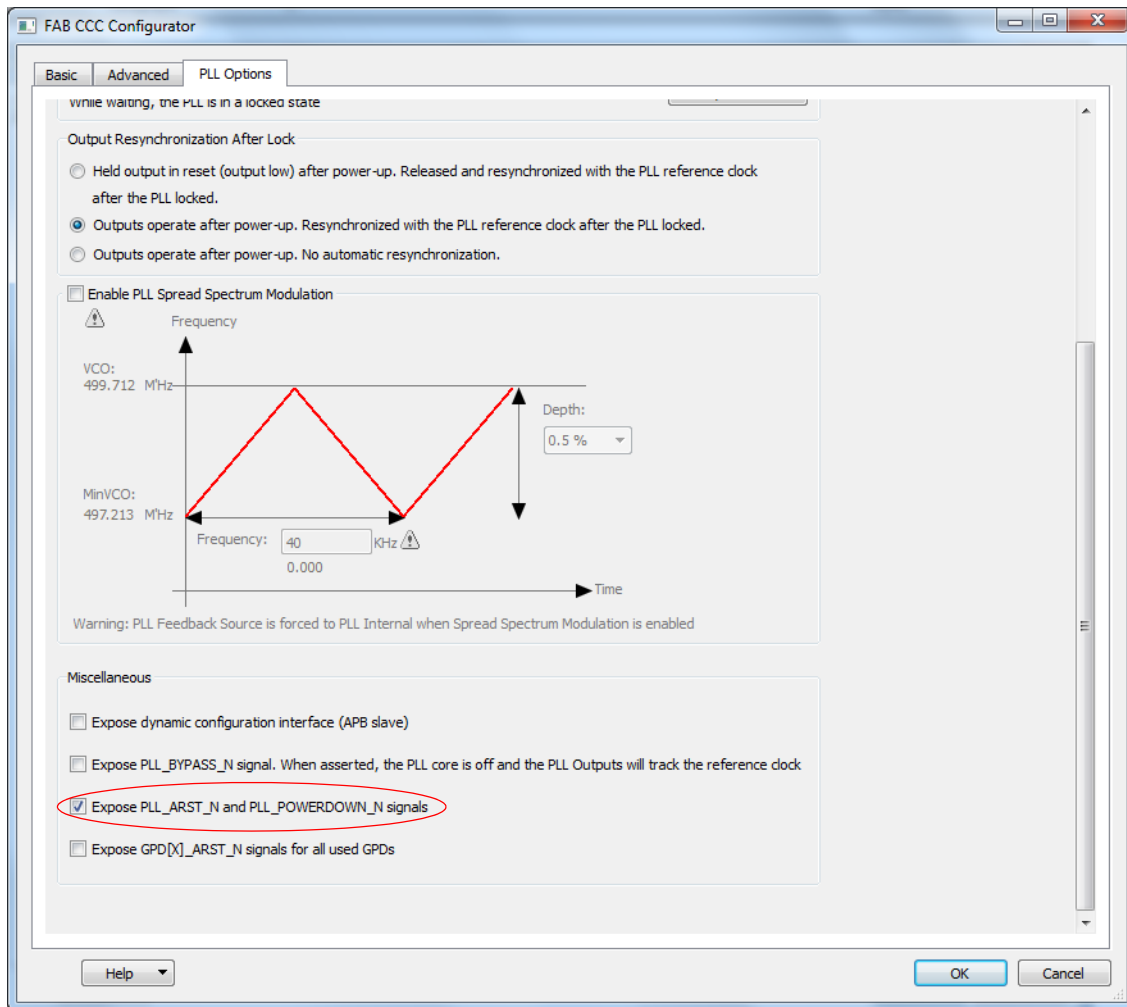 FAB CCC Configurator
Basic
Advanced
PLL Options
While waiting, the PLL is in a locked state
Output Resynchronization After Lock
Held output in reset (output low) after power-up. Released and resynchronized with the PLL reference clock
after the PLL locked.
Outputs operate after power-up. Resynchronized with the PLL reference clock after the PLL locked.
Outputs operate after power-up. No automatic resynchronization.
Enable PLL Spread Spectrum Modulation
Frequency
VCO:
499.712 M'Hz
Depth:
0.5 %
MinVCO:
497.213 M'Hz
Frequency: 40 KHz
0.000
Time
Warning: PLL Feedback Source is forced to PLL Internal when Spread Spectrum Modulation is enabled
Miscellaneous
Expose dynamic configuration interface (APB slave)
Expose PLL_BYPASS_N signal. When asserted, the PLL core is off and the PLL Outputs will track the reference clock
Expose PLL_ARST_N and PLL_POWERDOWN_N signals
Expose GPD[X]_ARST_N signals for all used GPDs
Help
OK
Cancel